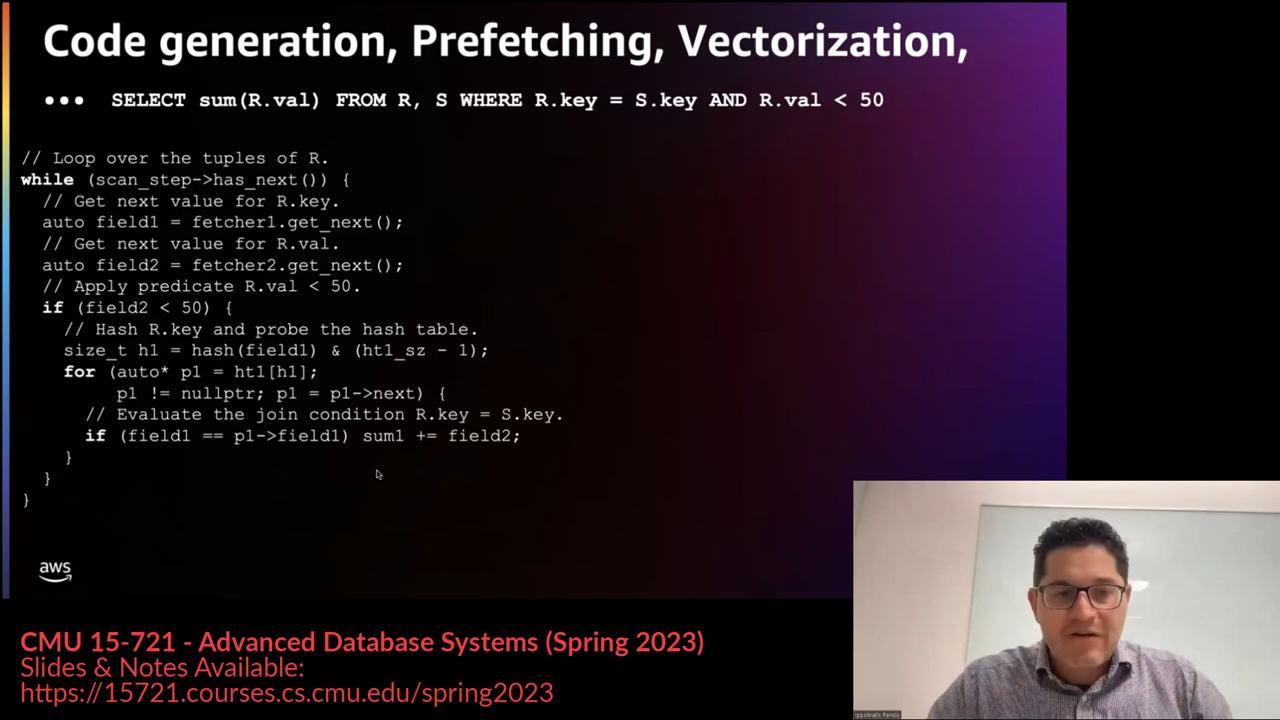 Code generation, Prefetching, Vectorization,
••• SELECT sum(R.val) FROM R, S WHERE R.key = S.key AND R.val < 50
// Loop over the tuples of R.
while (scan_step->has_next()) {
// Get next value for R.key.
auto field1 = fetcher1.get_next();
// Get next value for R.val.
auto field2 = fetcher2.get_next();
// Apply predicate R.val < 50.
if (field2 < 50) {
// Hash R.key and probe the hash table.
size_t h1 = hash(field1) & (ht1_sz - 1);
for (auto* p1 = ht1[h1];
p1 != nullptr; p1 = p1->next) {
// Evaluate the join condition R.key = S.key.
if (field1 == p1->field1) sum1 += field2;
}
}
}
aws
CMU 15-721 - Advanced Database Systems (Spring 2023)
Slides & Notes Available:
https://15721.courses.cs.cmu.edu/spring2023
Ippokratis Pandis